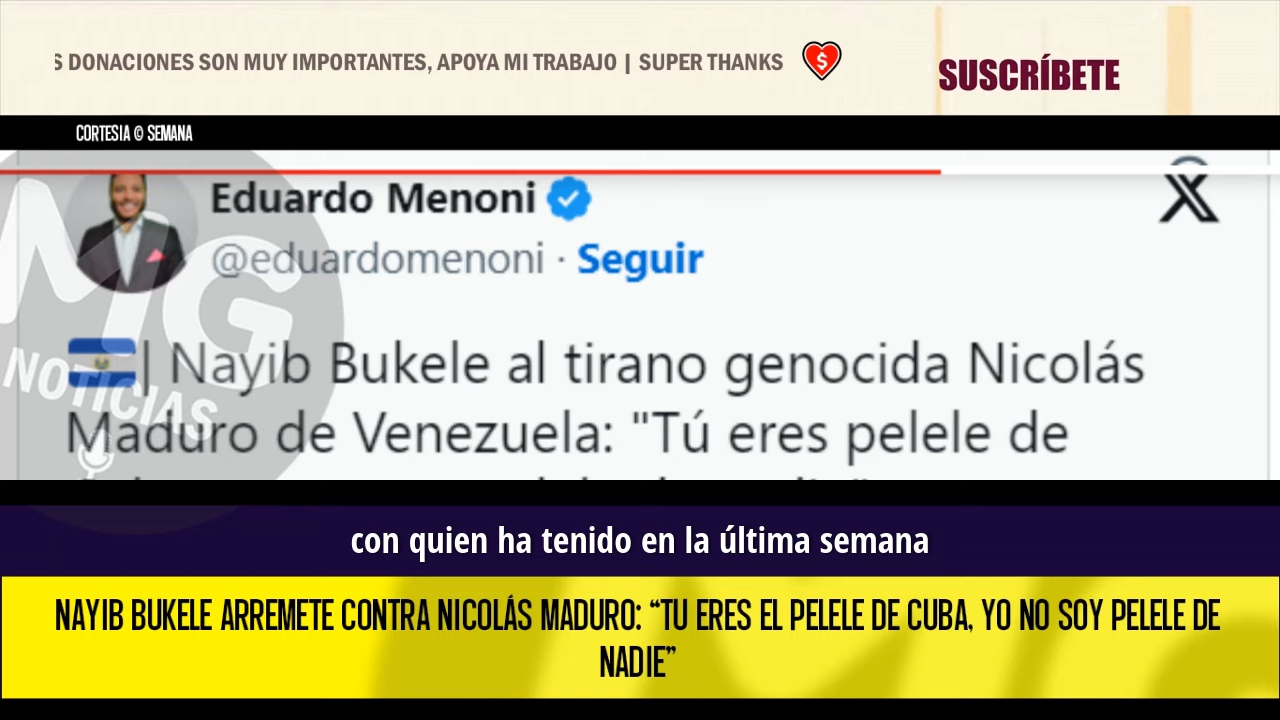 S DONACIONES SON MUY IMPORTANTES, APOYA MI TRABAJO | SUPER THANKS
SUSCRÍBETE
CORTESIA © SEMANA
Eduardo Menoni
@eduardomenoni · Seguir
| Nayib Bukele al tirano genocida Nicolás
Maduro de Venezuela: "Tú eres pelele de
MG
NOTICIAS
con quien ha tenido en la última semana
NAYIB BUKELE ARREMETE CONTRA NICOLÁS MADURO: “TU ERES EL PELELE DE CUBA, YO NO SOY PELELE DE
NADIE”